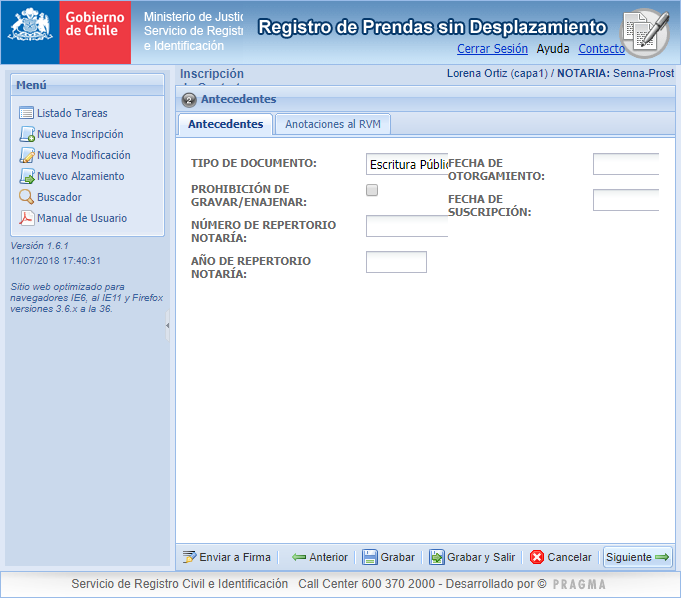 Gobierno
de Chile
Ministerio de Justic
Servicio de Registr
e Identificación
Registro de Prendas sin Desplazamiento
Cerrar Sesión Ayuda Contacto
Menú
Listado Tareas
Nueva Inscripción
Nueva Modificación
Nuevo Alzamiento
Buscador
Manual de Usuario
Versión 1.6.1
11/07/2018 17:40:31
Sitio web optimizado para
navegadores IE6, al IE11 y Firefox
versiones 3.6.x a la 36.
Inscripción
Lorena Ortiz (capa1) / NOTARIA: Senna-Prost
2 Antecedentes
Antecedentes Anotaciones al RVM
TIPO DE DOCUMENTO: Escritura Públic
FECHA DE
OTORGAMIENTO:
PROHIBICIÓN DE
GRAVAR/ENAJENAR:
FECHA DE
SUSCRIPCIÓN:
NÚMERO DE REPERTORIO
NOTARÍA:
AÑO DE REPERTORIO
NOTARÍA:
Enviar a Firma Anterior Grabar Grabar y Salir Cancelar Siguiente
Servicio de Registro Civil e Identificación Call Center 600 370 2000 - Desarrollado por © PRAGMA